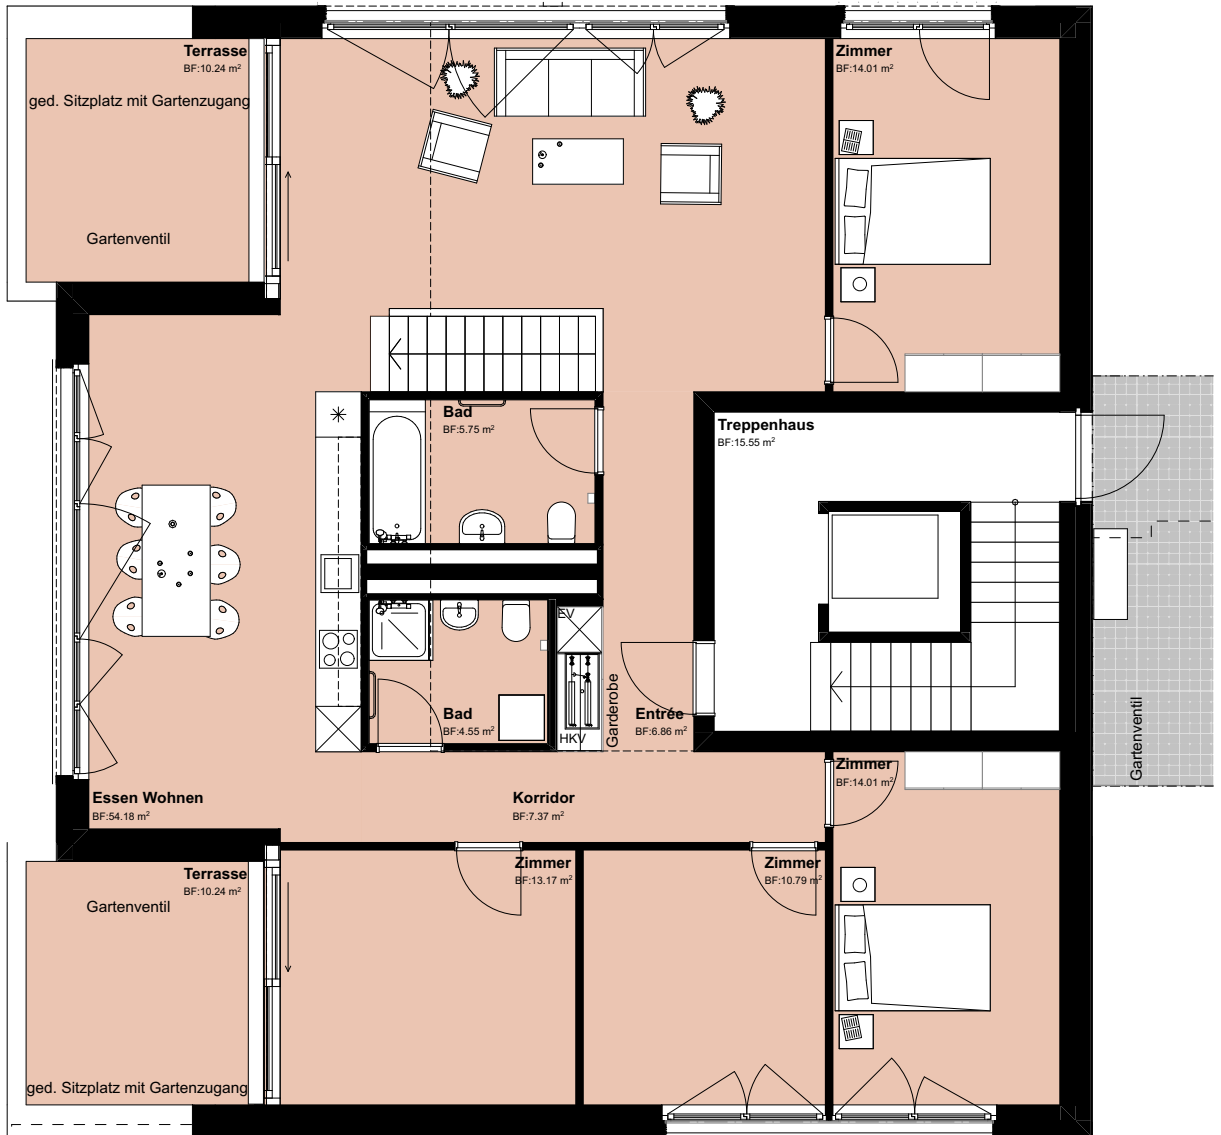 Terrasse
BF:10.24 m²
ged. Sitzplatz mit Gartenzugang
Gartenventil
Zimmer
BF:14.01 m²
Bad
BF:5.75 m²
Treppenhaus
BF:15.55 m²
EV
Garderobe
HKV
Bad
BF:4.55 m²
Entrée
BF:6.86 m²
Gartenventil
Essen Wohnen
BF:54.18 m²
Korridor
BF:7.37 m²
Zimmer
BF:14.01 m²
Terrasse
BF:10.24 m²
Gartenventil
ged. Sitzplatz mit Gartenzugang
Zimmer
BF:13.17 m²
Zimmer
BF:10.79 m²